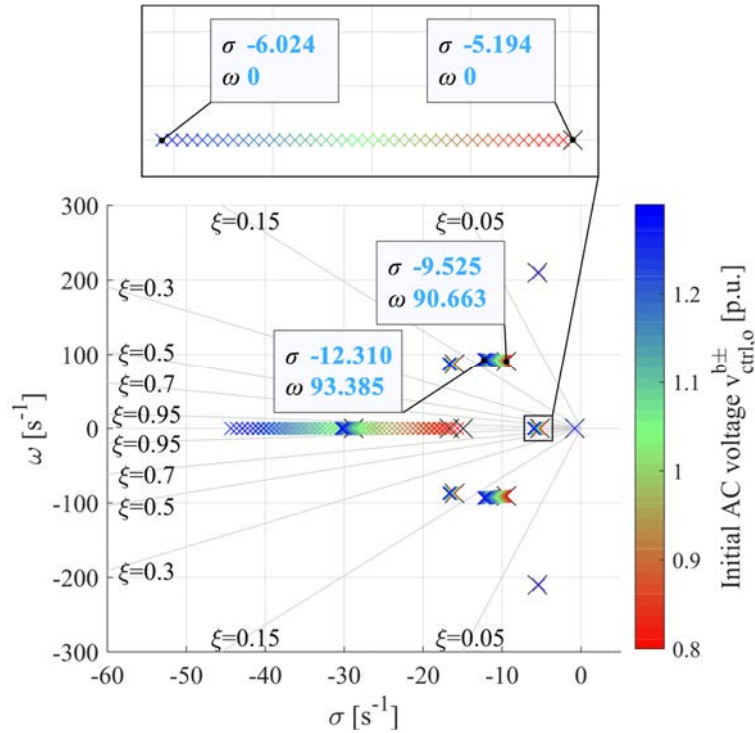 σ -6.024
ω 0
σ -5.194
ω 0
300
200
100
0
-100
-200
-300
ω [s⁻¹]
ξ=0.15
ξ=0.05
ξ=0.3
ξ=0.5
ξ=0.7
ξ=0.95
ξ=0.95
ξ=0.7
ξ=0.5
ξ=0.3
ξ=0.15
ξ=0.05
σ -9.525
ω 90.663
σ -12.310
ω 93.385
-60 -50 -40 -30 -20 -10 0
σ [s⁻¹]
1.2
1.1
1
0.9
0.8
Initial AC voltage v^{b±}_{ctrl,o} [p.u.]